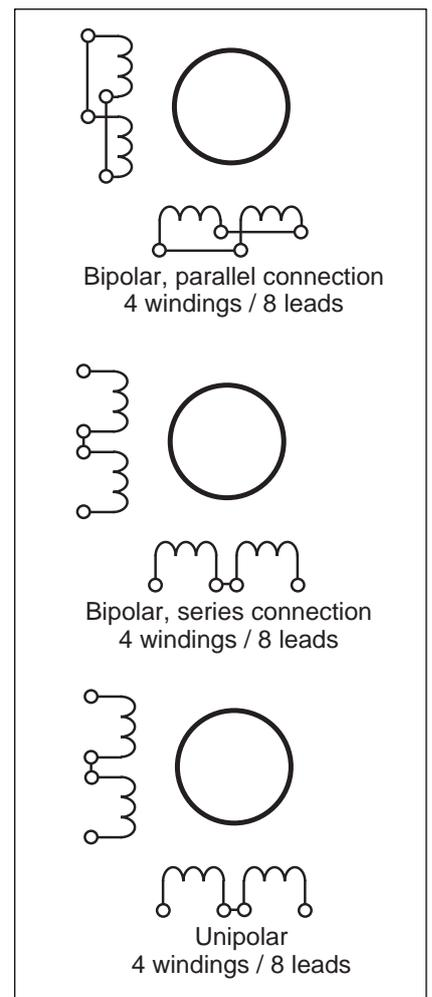 Bipolar, parallel connection
4 windings / 8 leads
Bipolar, series connection
4 windings / 8 leads
Unipolar
4 windings / 8 leads